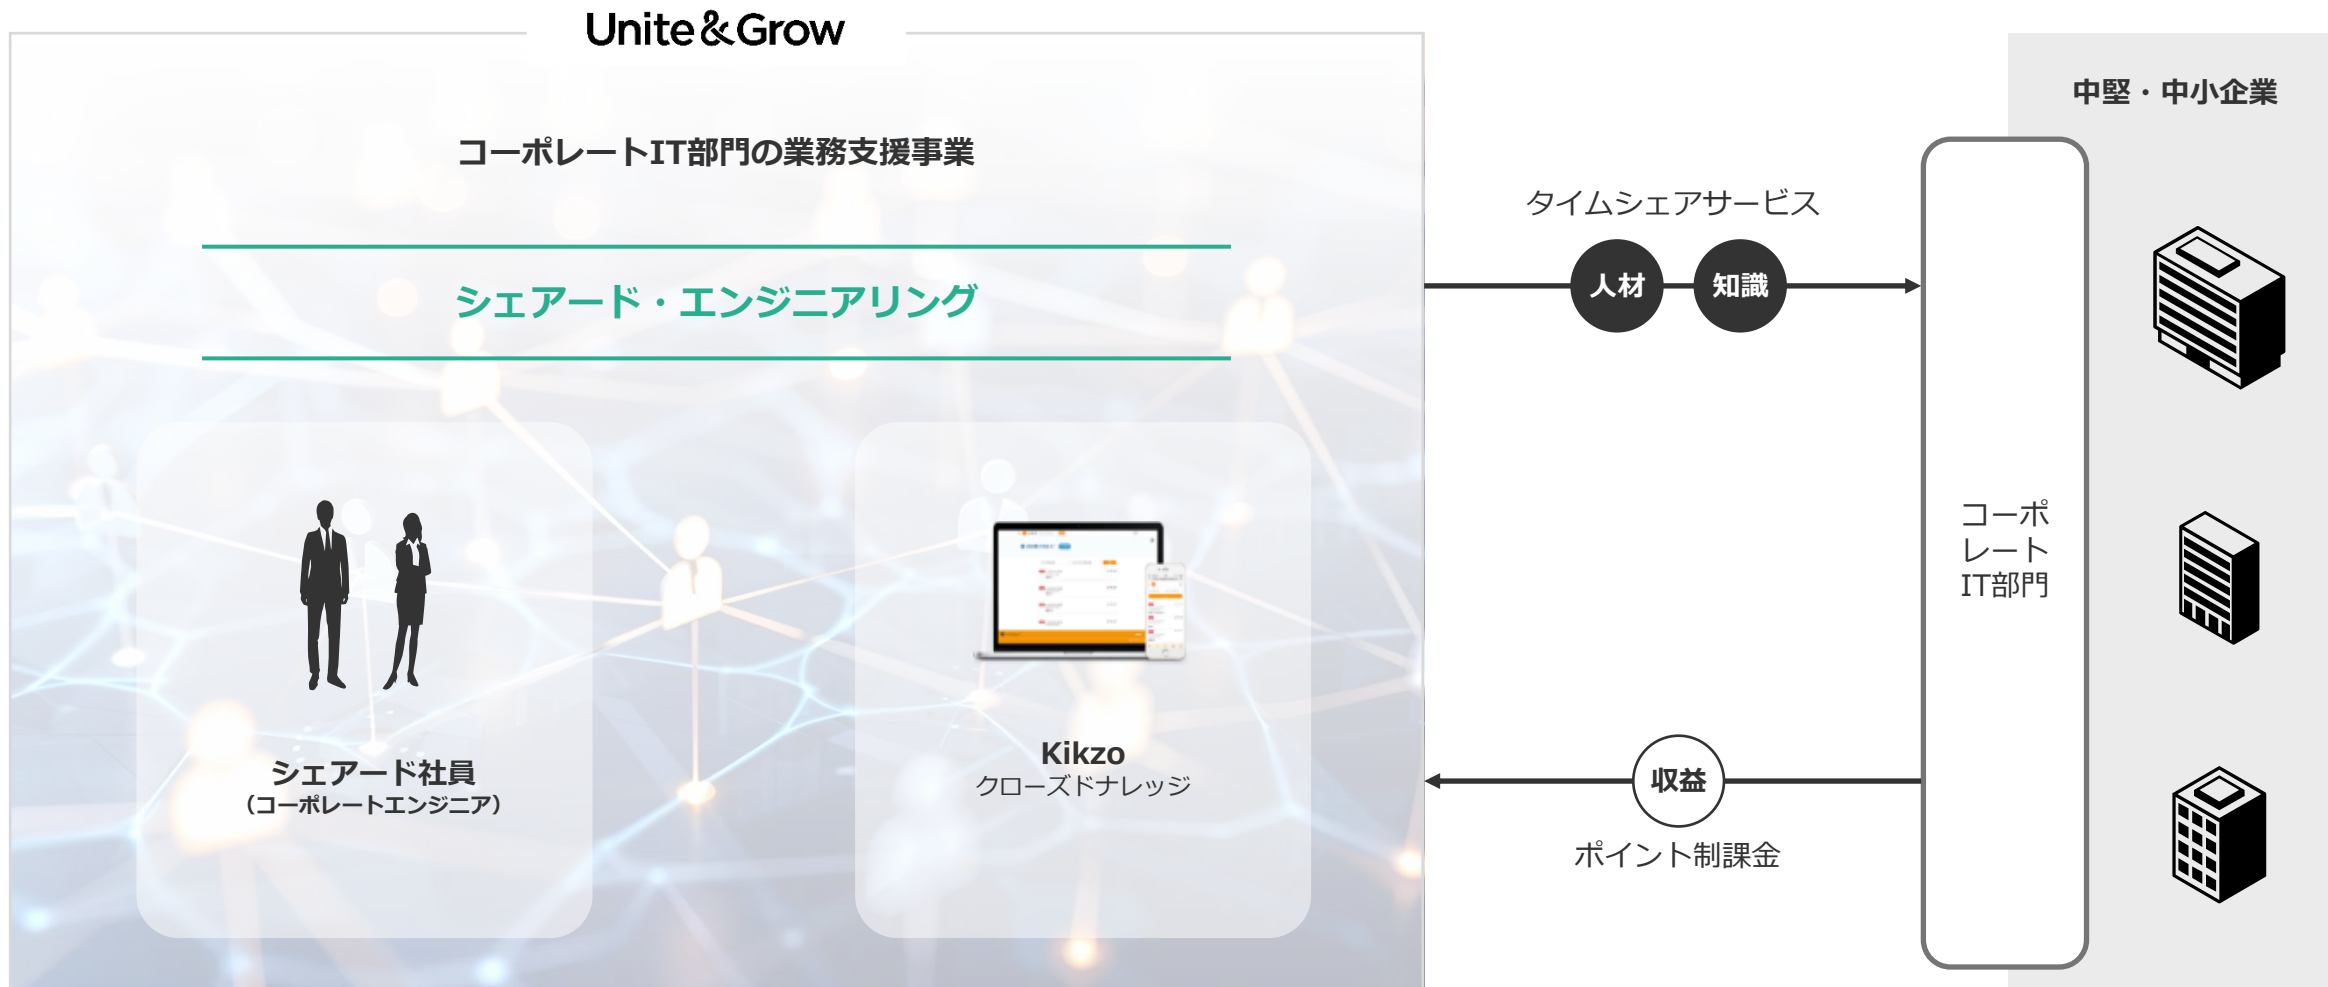 Unite&Grow
コーポレートIT部門の業務支援事業
シェアード・エンジニアリング
シェアード社員
（コーポレートエンジニア）
Kikzo
クローズドナレッジ
タイムシェアサービス
人材
知識
収益
ポイント制課金
中堅・中小企業
コーポ
レート
IT部門